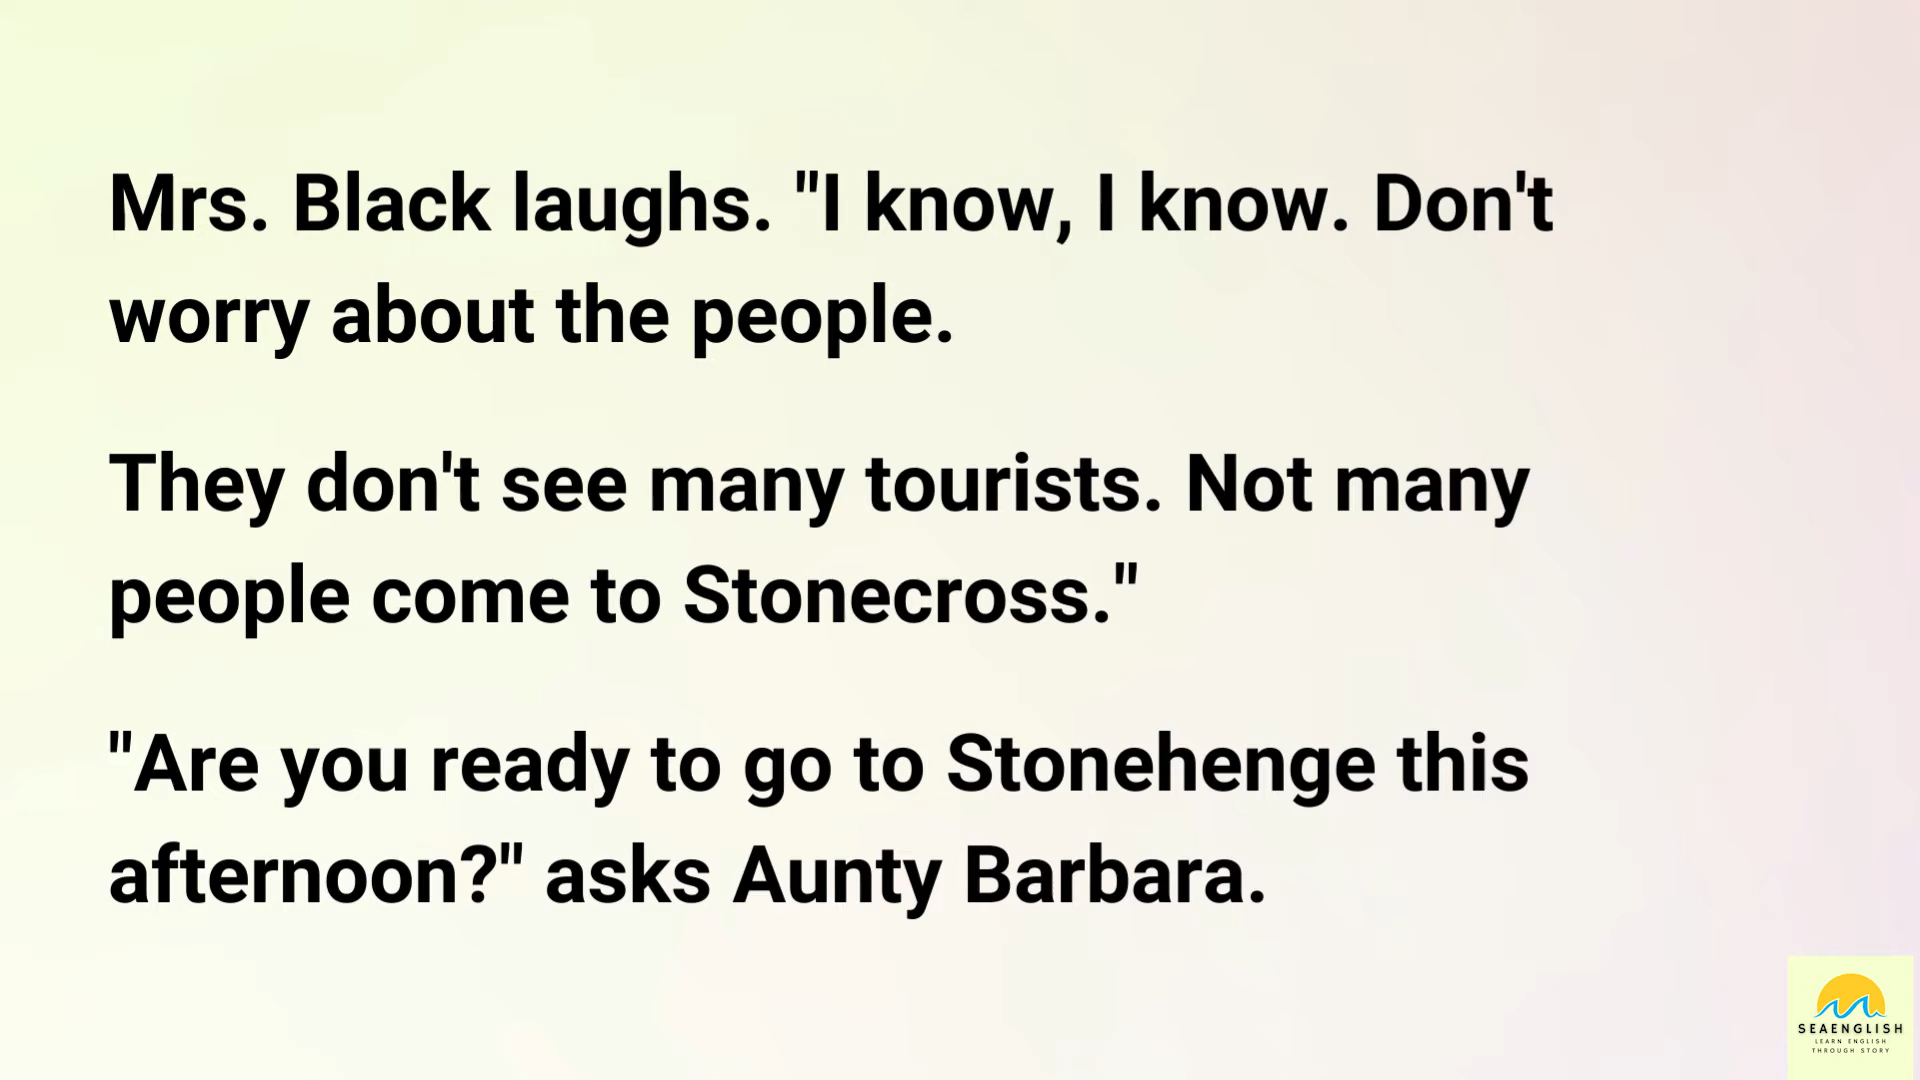 Mrs. Black laughs. "I know, I know. Don't
worry about the people.
They don't see many tourists. Not many
people come to Stonecross."
"Are you ready to go to Stonehenge this
afternoon?" asks Aunty Barbara.
SEAENGLISH
LEARN ENGLISH
THROUGH STORY